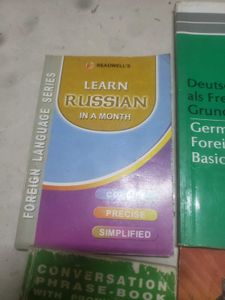 READWELL'S
LEARN
RUSSIAN
IN A MONTH
FOREIGN LANGUAGE SERIES
PRECISE
SIMPLIFIED
Deutsc
als Fre
Grund
Germ
Forei
Basic
CONVERSATION
PHRASE-BOOK